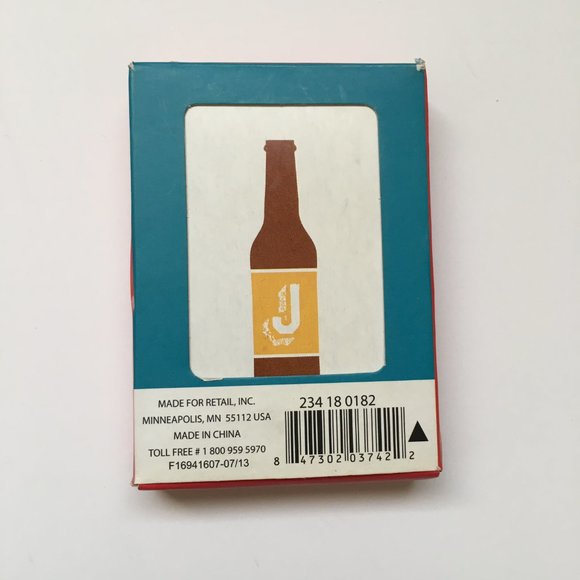 J
MADE FOR RETAIL, INC.
MINNEAPOLIS, MN 55112 USA
MADE IN CHINA
TOLL FREE # 1 800 959 5970
F16941607-07/13
234 18 0182
8 47302 03742 2